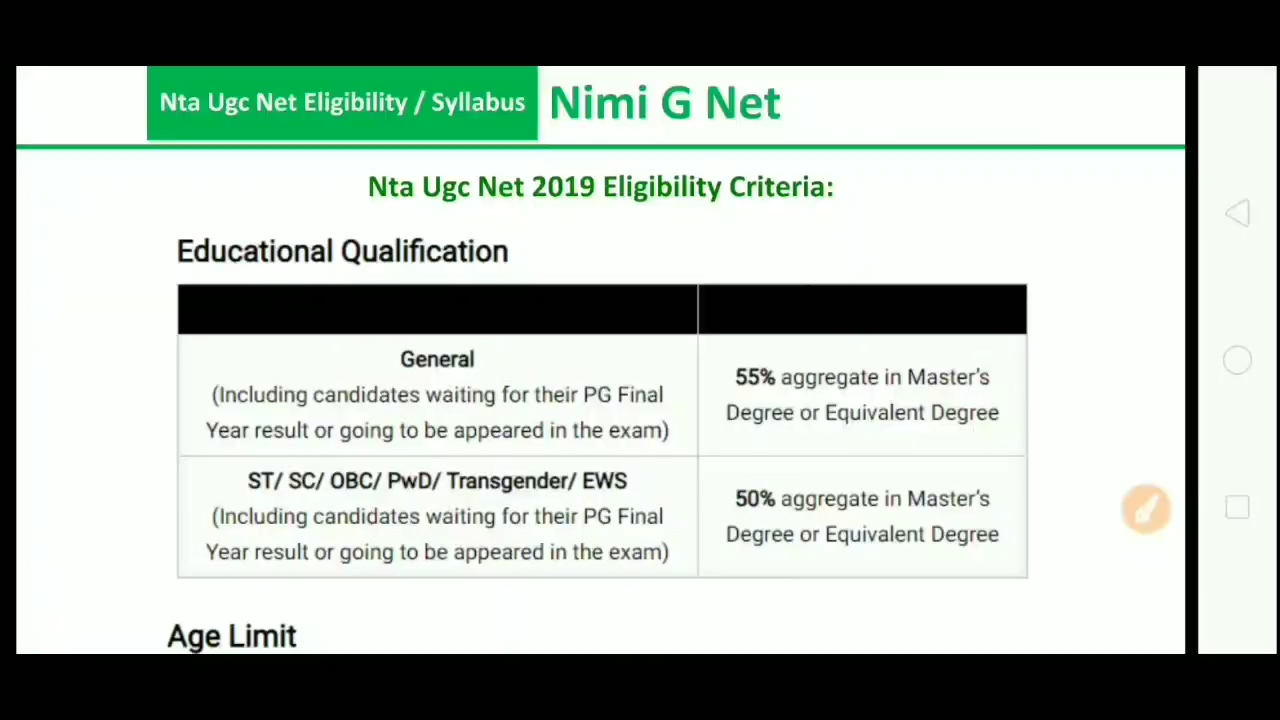 Nta Ugc Net Eligibility / Syllabus
Nimi G Net
Nta Ugc Net 2019 Eligibility Criteria:
Educational Qualification
General
(Including candidates waiting for their PG Final
Year result or going to be appeared in the exam)
55% aggregate in Master's
Degree or Equivalent Degree
ST/ SC/ OBC/ PwD/ Transgender/ EWS
(Including candidates waiting for their PG Final
Year result or going to be appeared in the exam)
50% aggregate in Master's
Degree or Equivalent Degree
Age Limit